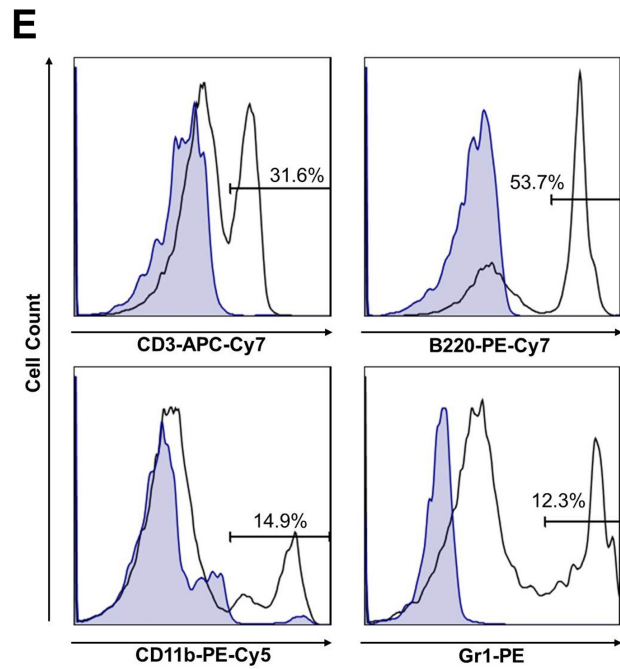 E
31.6%
53.7%
CD3-APC-Cy7
B220-PE-Cy7
Cell Count
14.9%
12.3%
CD11b-PE-Cy5
Gr1-PE